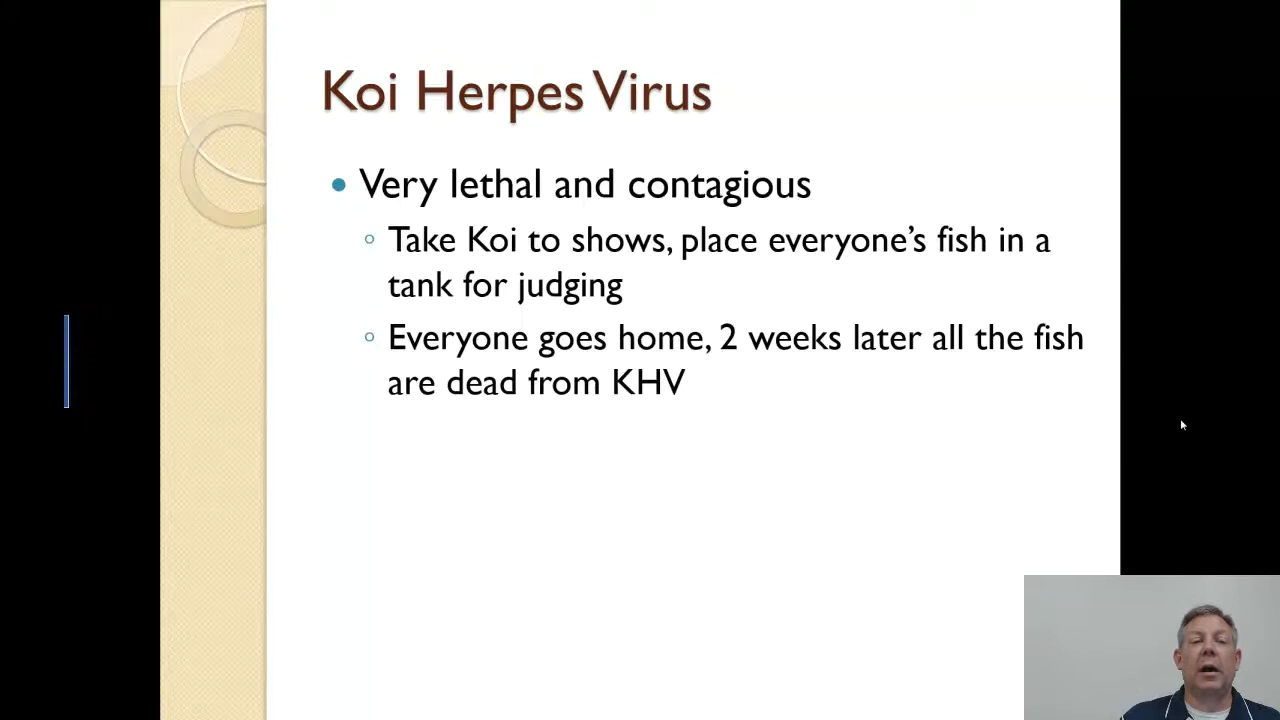 Koi Herpes Virus
• Very lethal and contagious
◦ Take Koi to shows, place everyone’s fish in a
tank for judging
◦ Everyone goes home, 2 weeks later all the fish
are dead from KHV